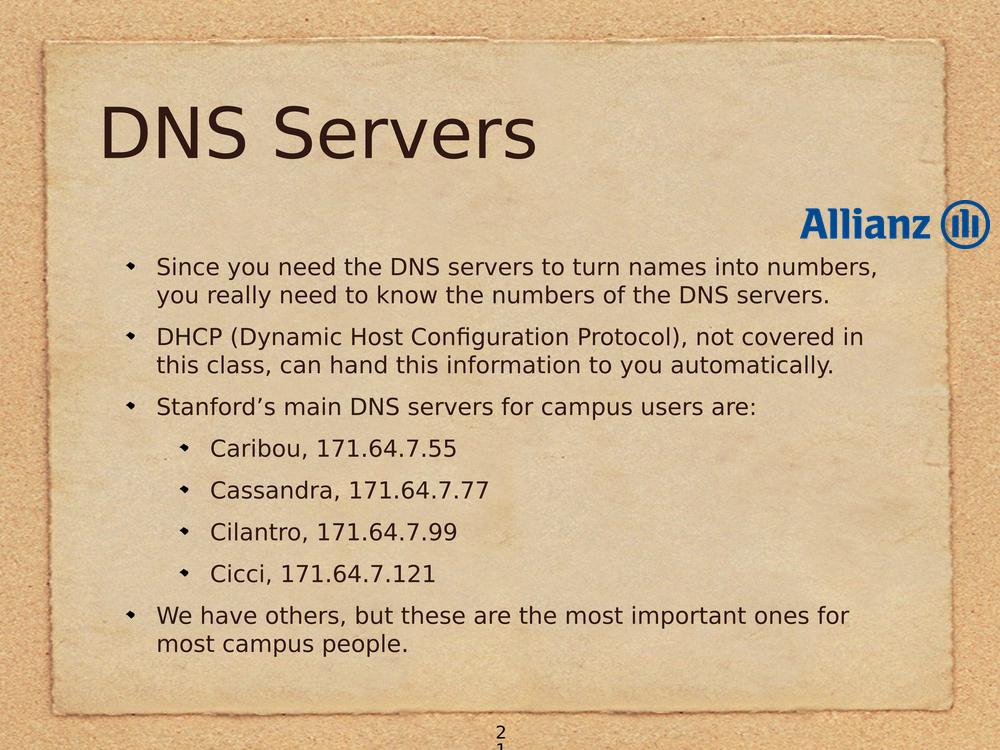 DNS Servers
Allianz
Since you need the DNS servers to turn names into numbers,
you really need to know the numbers of the DNS servers.
DHCP (Dynamic Host Configuration Protocol), not covered in
this class, can hand this information to you automatically.
Stanford’s main DNS servers for campus users are:
Caribou, 171.64.7.55
Cassandra, 171.64.7.77
Cilantro, 171.64.7.99
Cicci, 171.64.7.121
We have others, but these are the most important ones for
most campus people.
2
1